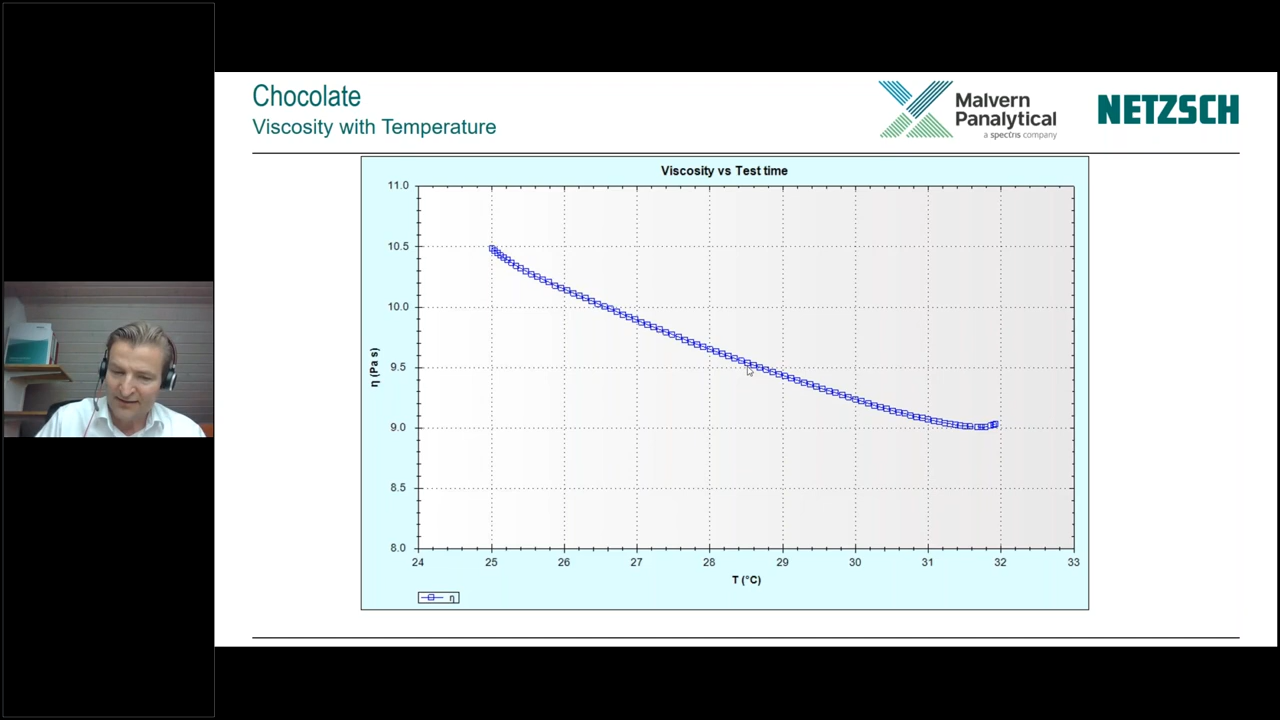 Chocolate
Viscosity with Temperature
Malvern
Panalytical
a spectris company
NETZSCH
Viscosity vs Test time
11.0
10.5
10.0
9.5
9.0
8.5
8.0
η (Pa s)
24 25 26 27 28 29 30 31 32 33
T (°C)
η